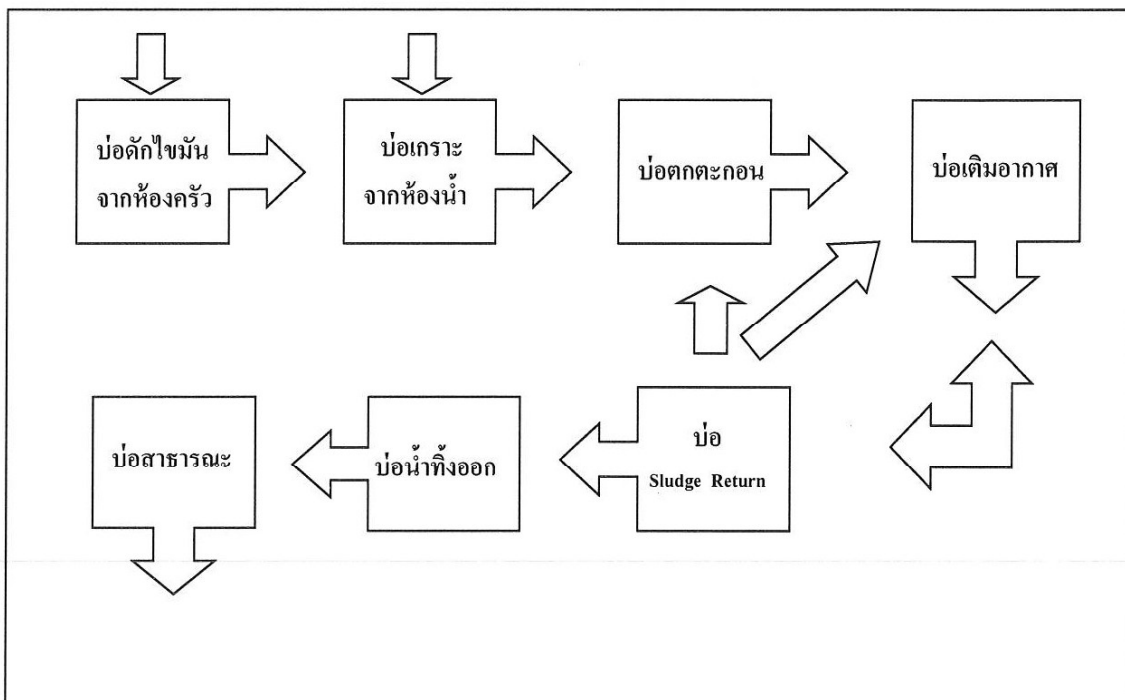 บ่อดักไขมัน
จากห้องครัว
บ่อเกราะ
จากห้องน้ำ
บ่อตกตะกอน
บ่อเติมอากาศ
บ่อสาธารณะ
บ่อน้ำทิ้งออก
บ่อ
Sludge Return